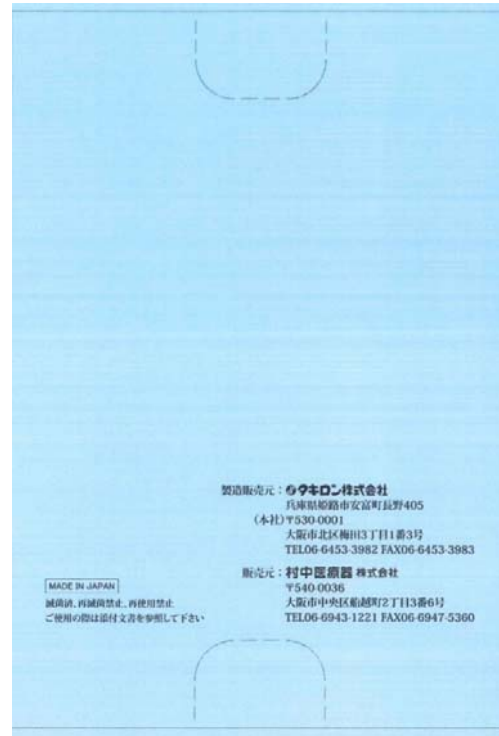 製造販売元：タキロン株式会社
兵庫県姫路市安富町長野405
(本社)〒530-0001
大阪市北区梅田3丁目1番3号
TEL06-6453-3982 FAX06-6453-3983
販売元：村中医療器株式会社
〒540-0036
大阪市中央区船越町2丁目3番6号
TEL06-6943-1221 FAX06-6947-5360
MADE IN JAPAN
滅菌済、再滅菌禁止、再使用禁止
ご使用の際は添付文書を参照して下さい